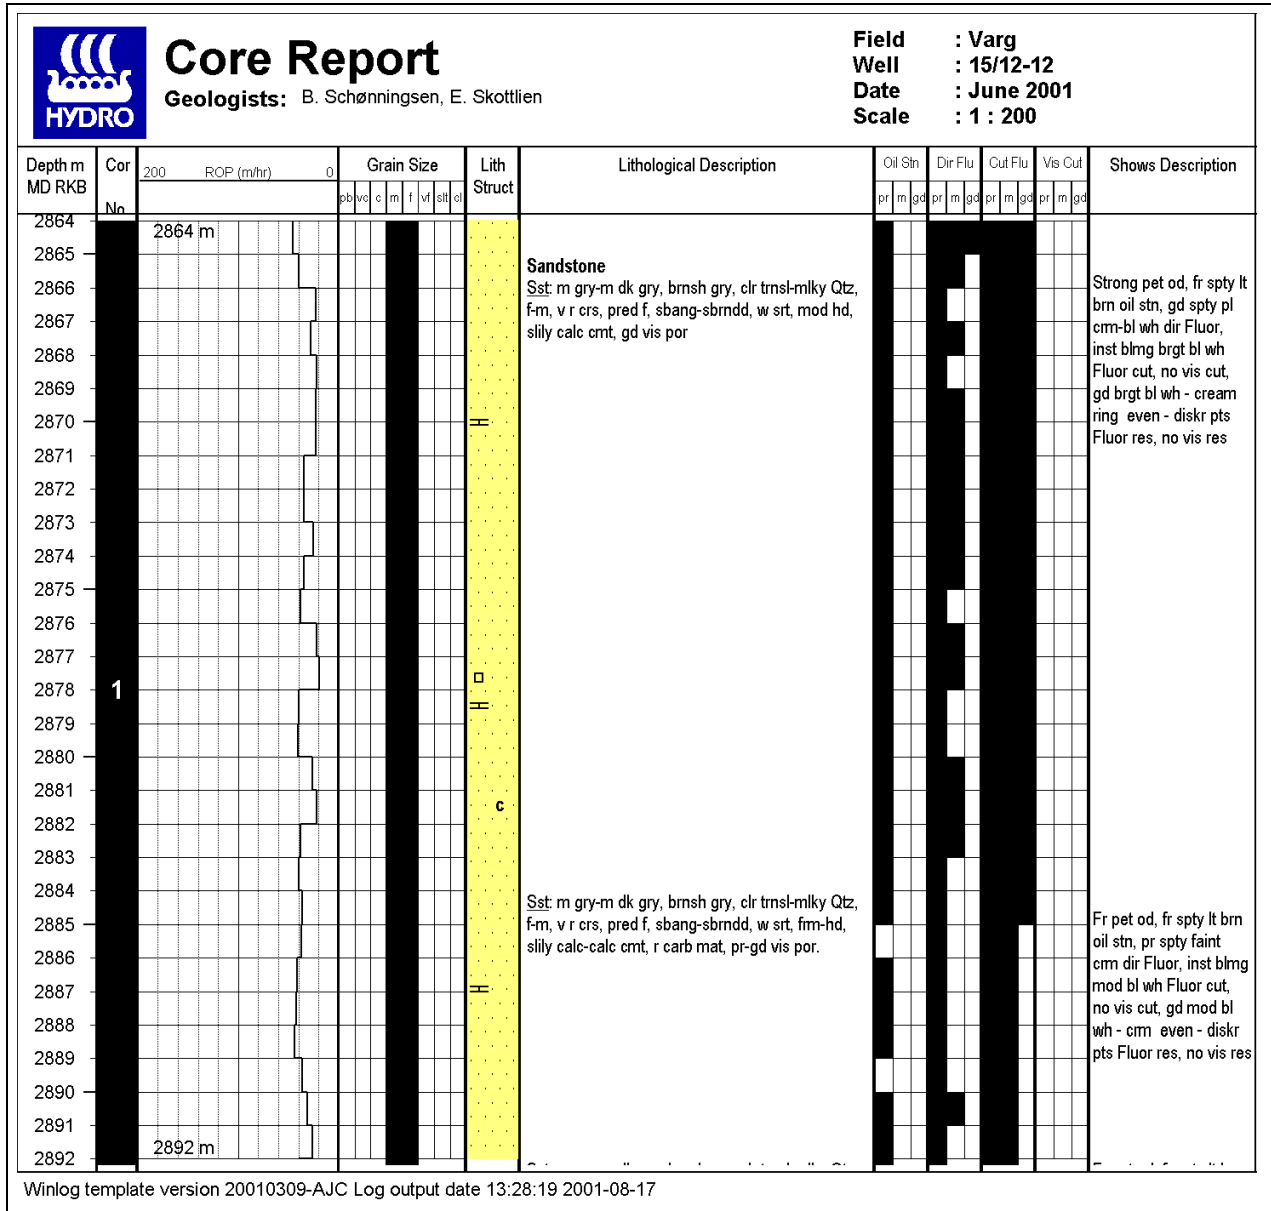 HYDRO
Core Report
Geologists: B. Schønningsen, E. Skottlien
Field : Varg
Well : 15/12-12
Date : June 2001
Scale : 1 : 200
Depth m
MD RKB
Cor
No
200 ROP (m/hr) 0
Grain Size
pb vc c m f vf slt cl
Lith
Struct
Lithological Description
Oil Stn
pr m gd
Dir Flu
pr m gd
Cut Flu
pr m gd
Vis Cut
pr m gd
Shows Description
2864
2865
2866
2867
2868
2869
2870
2871
2872
2873
2874
2875
2876
2877
2878
2879
2880
2881
2882
2883
2884
2885
2886
2887
2888
2889
2890
2891
2892
1
2864 m
2892 m
c
Sandstone
Sst: m gry-m dk gry, brnsh gry, clr trnsl-mlky Qtz,
f-m, v r crs, pred f, sbang-sbrndd, w srt, mod hd,
slily calc cmt, gd vis por
Sst: m gry-m dk gry, brnsh gry, clr trnsl-mlky Qtz,
f-m, v r crs, pred f, sbang-sbrndd, w srt, frm-hd,
slily calc-calc cmt, r carb mat, pr-gd vis por.
Strong pet od, fr spty lt
brn oil stn, gd spty pl
crm-bl wh dir Fluor,
inst blmg brgt bl wh
Fluor cut, no vis cut,
gd brgt bl wh - cream
ring even - diskr pts
Fluor res, no vis res
Fr pet od, fr spty lt brn
oil stn, pr spty faint
crm dir Fluor, inst blmg
mod bl wh Fluor cut,
no vis cut, gd mod bl
wh - crm even - diskr
pts Fluor res, no vis res
Winlog template version 20010309-AJC Log output date 13:28:19 2001-08-17